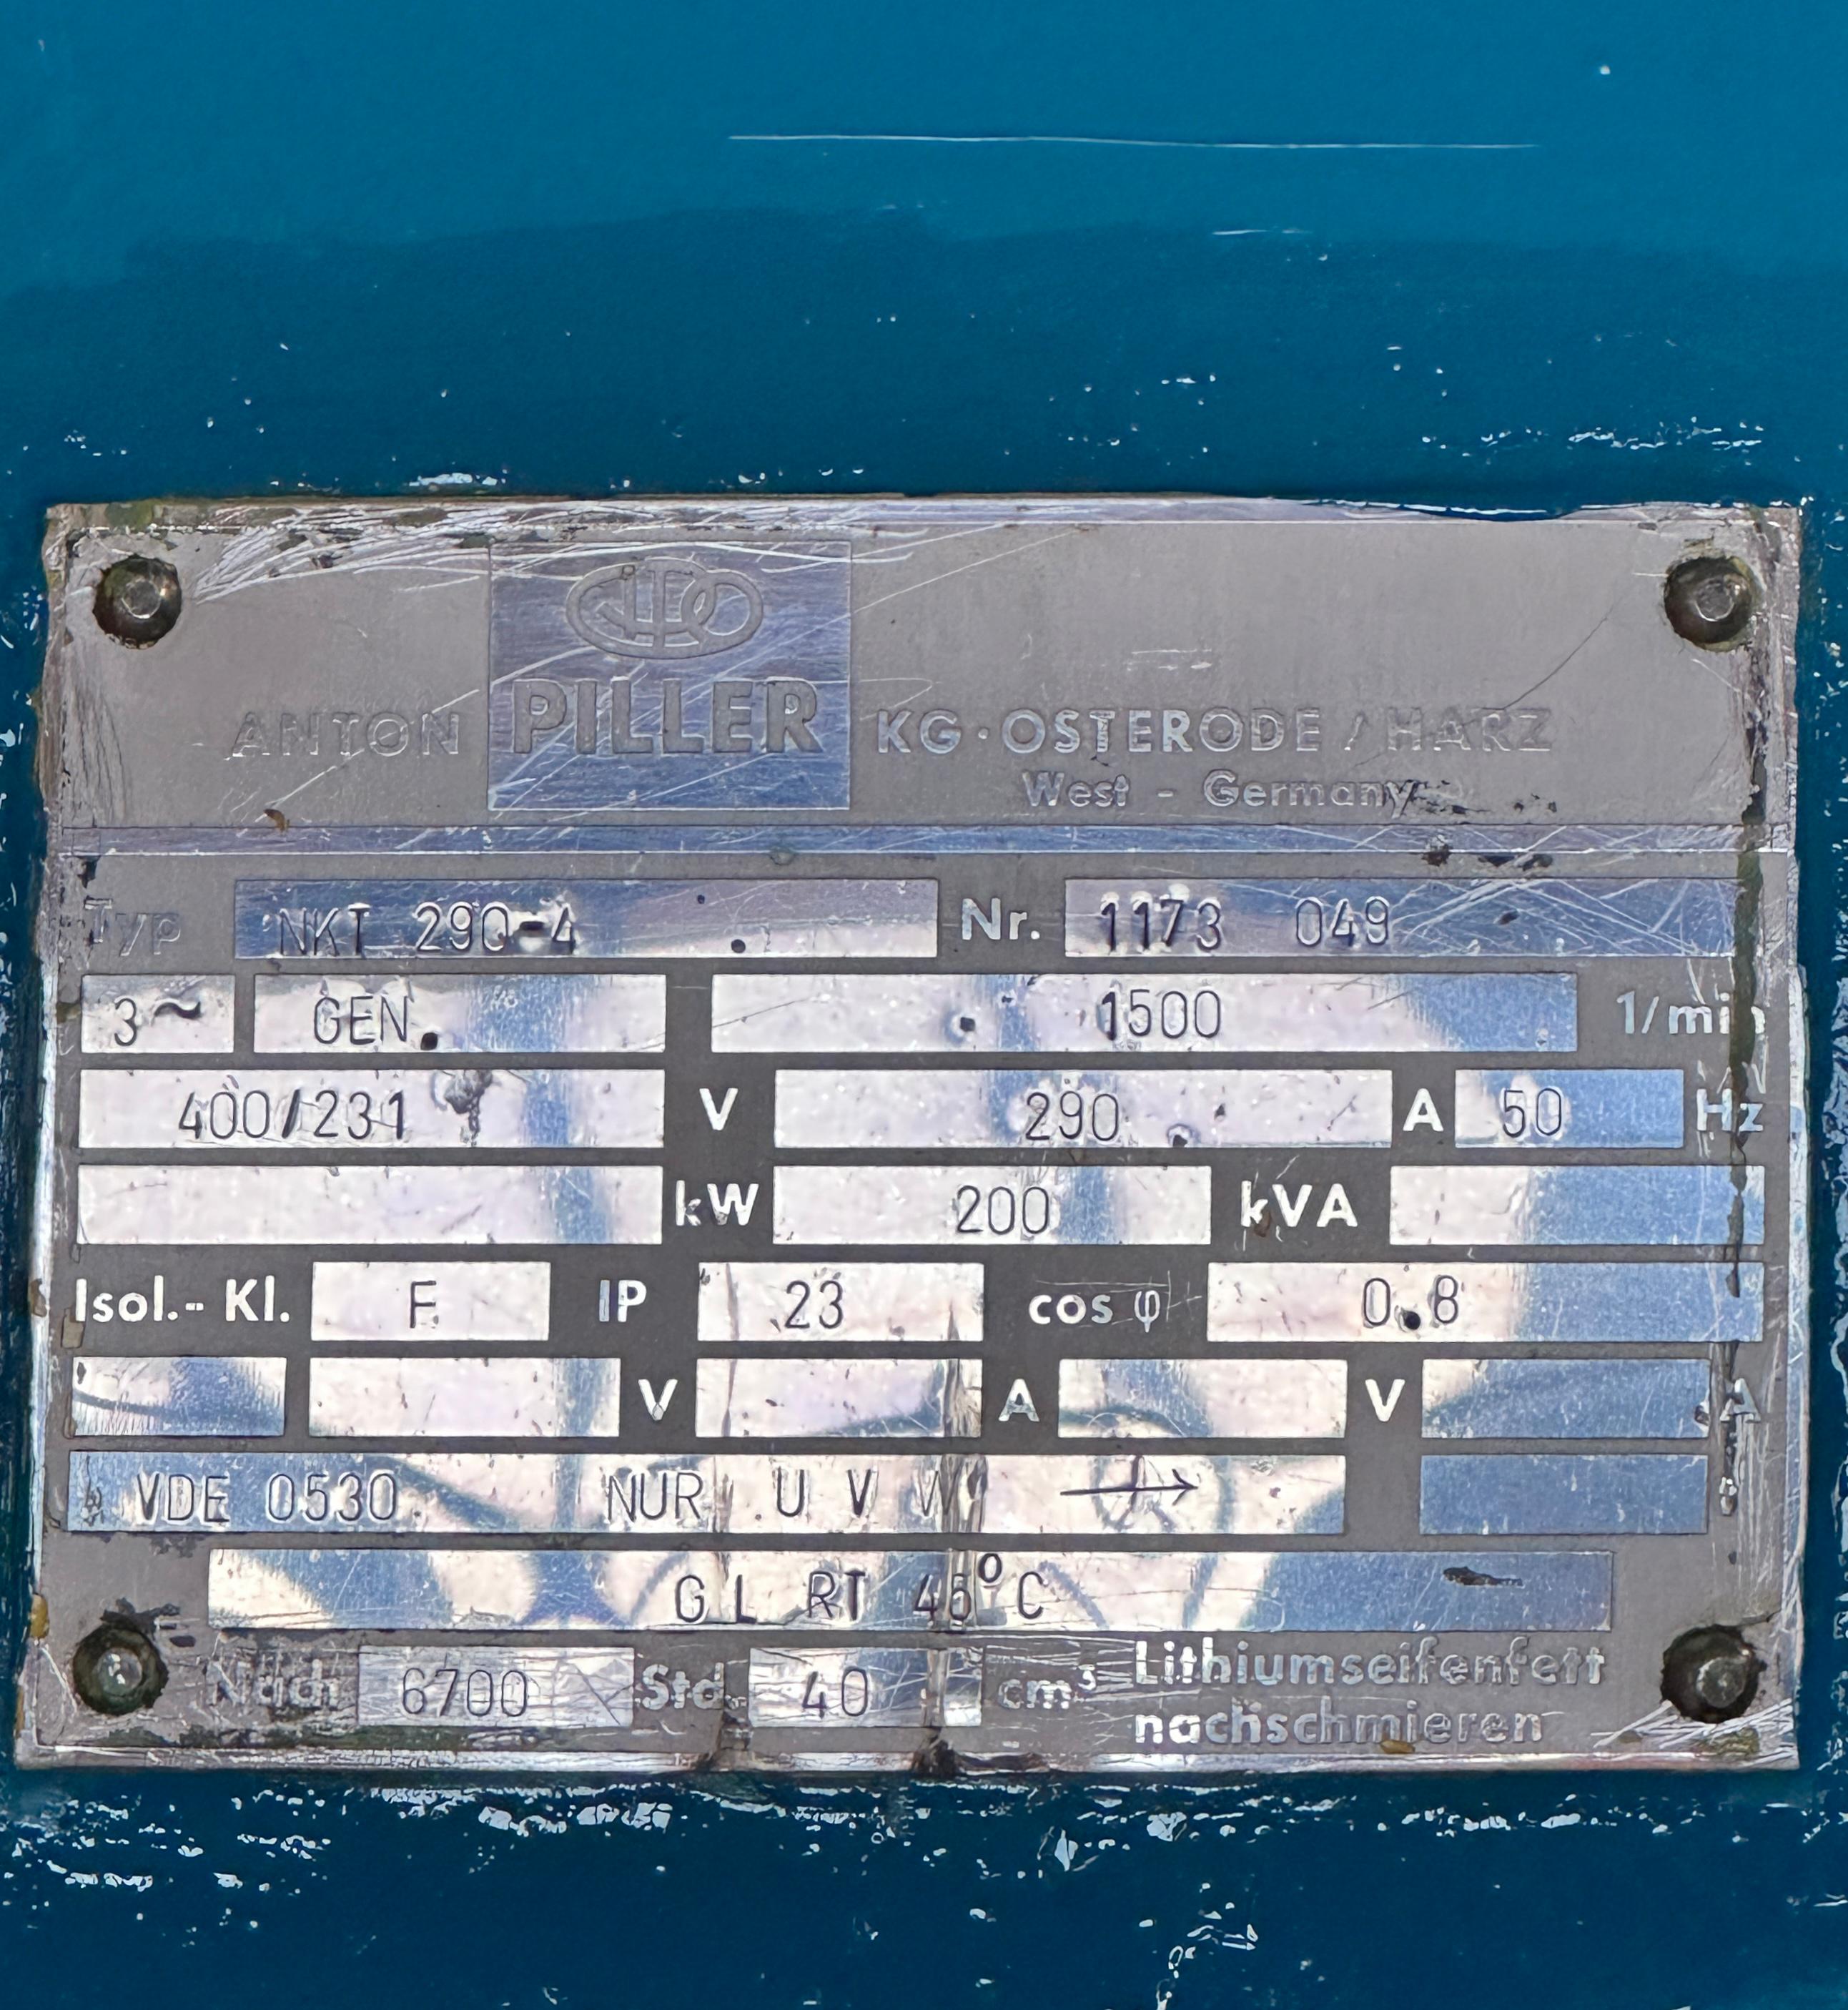 ANTON PILLER KG·OSTERODE / HARZ
West - Germany
Typ NKT 290-4 Nr. 1173 049
3~ GEN. 1500 1/min
400/231 V 290 A 50 Hz
kW 200 kVA
Isol.- Kl. F IP 23 cos φ 0.8
V A V A
VDE 0530 NUR U V W →
GL RT 45°C
Nach 6700 Std. 40 cm³ Lithiumseifenfett
nachschmieren